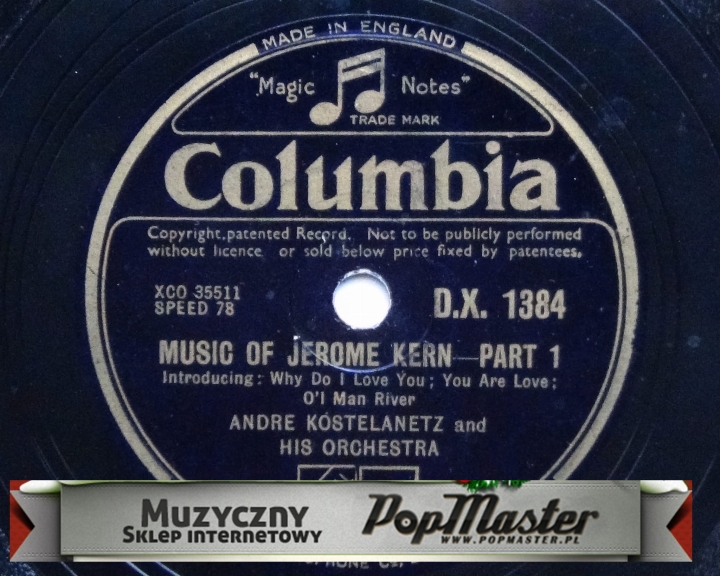 MADE IN ENGLAND
"Magic Notes"
TRADE MARK
Columbia
Copyright, patented Record. Not to be publicly performed
without licence or sold below price fixed by patentees.
XCO 35511
SPEED 78
D.X. 1384
MUSIC OF JEROME KERN—PART 1
Introducing: Why Do I Love You; You Are Love;
O'l Man River
ANDRE KOSTELANETZ and
HIS ORCHESTRA
MUZYCZNY
SKLEP INTERNETOWY
PopMaster
WWW.POPMASTER.PL